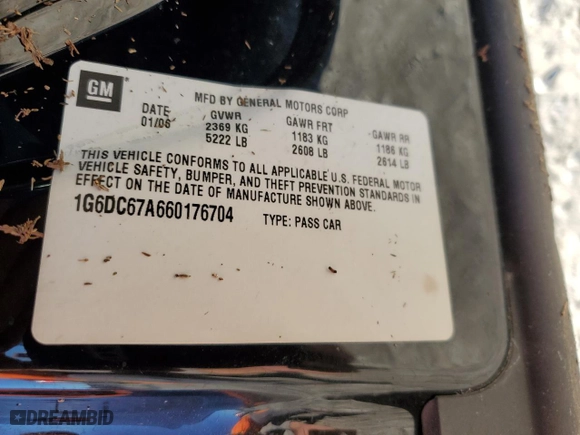 GM
MFD BY GENERAL MOTORS CORP
DATE GVWR GAWR FRT GAWR RR
01/06 2369 KG 1183 KG 1186 KG
5222 LB 2608 LB 2614 LB
THIS VEHICLE CONFORMS TO ALL APPLICABLE U.S. FEDERAL MOTOR
VEHICLE SAFETY, BUMPER, AND THEFT PREVENTION STANDARDS IN
EFFECT ON THE DATE OF MANUFACTURE SHOWN ABOVE.
1G6DC67A660176704 TYPE: PASS CAR
DREAMBID